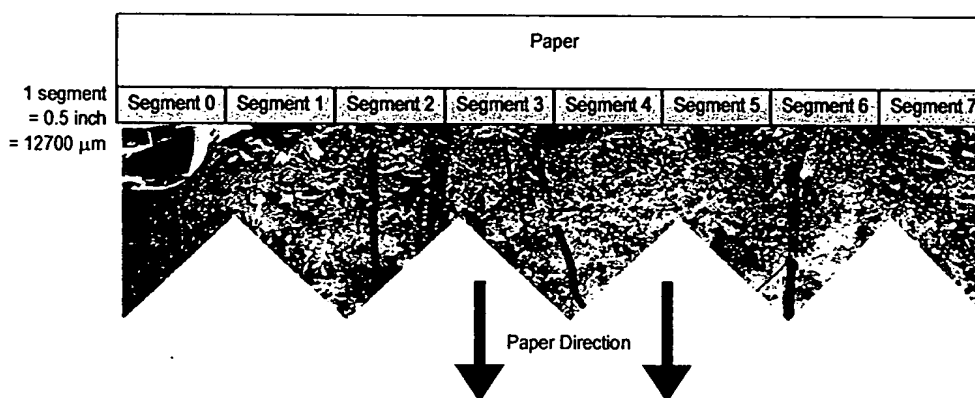 Paper
1 segment
= 0.5 inch
= 12700 μm
Segment 0 Segment 1 Segment 2 Segment 3 Segment 4 Segment 5 Segment 6 Segment 7
Paper Direction